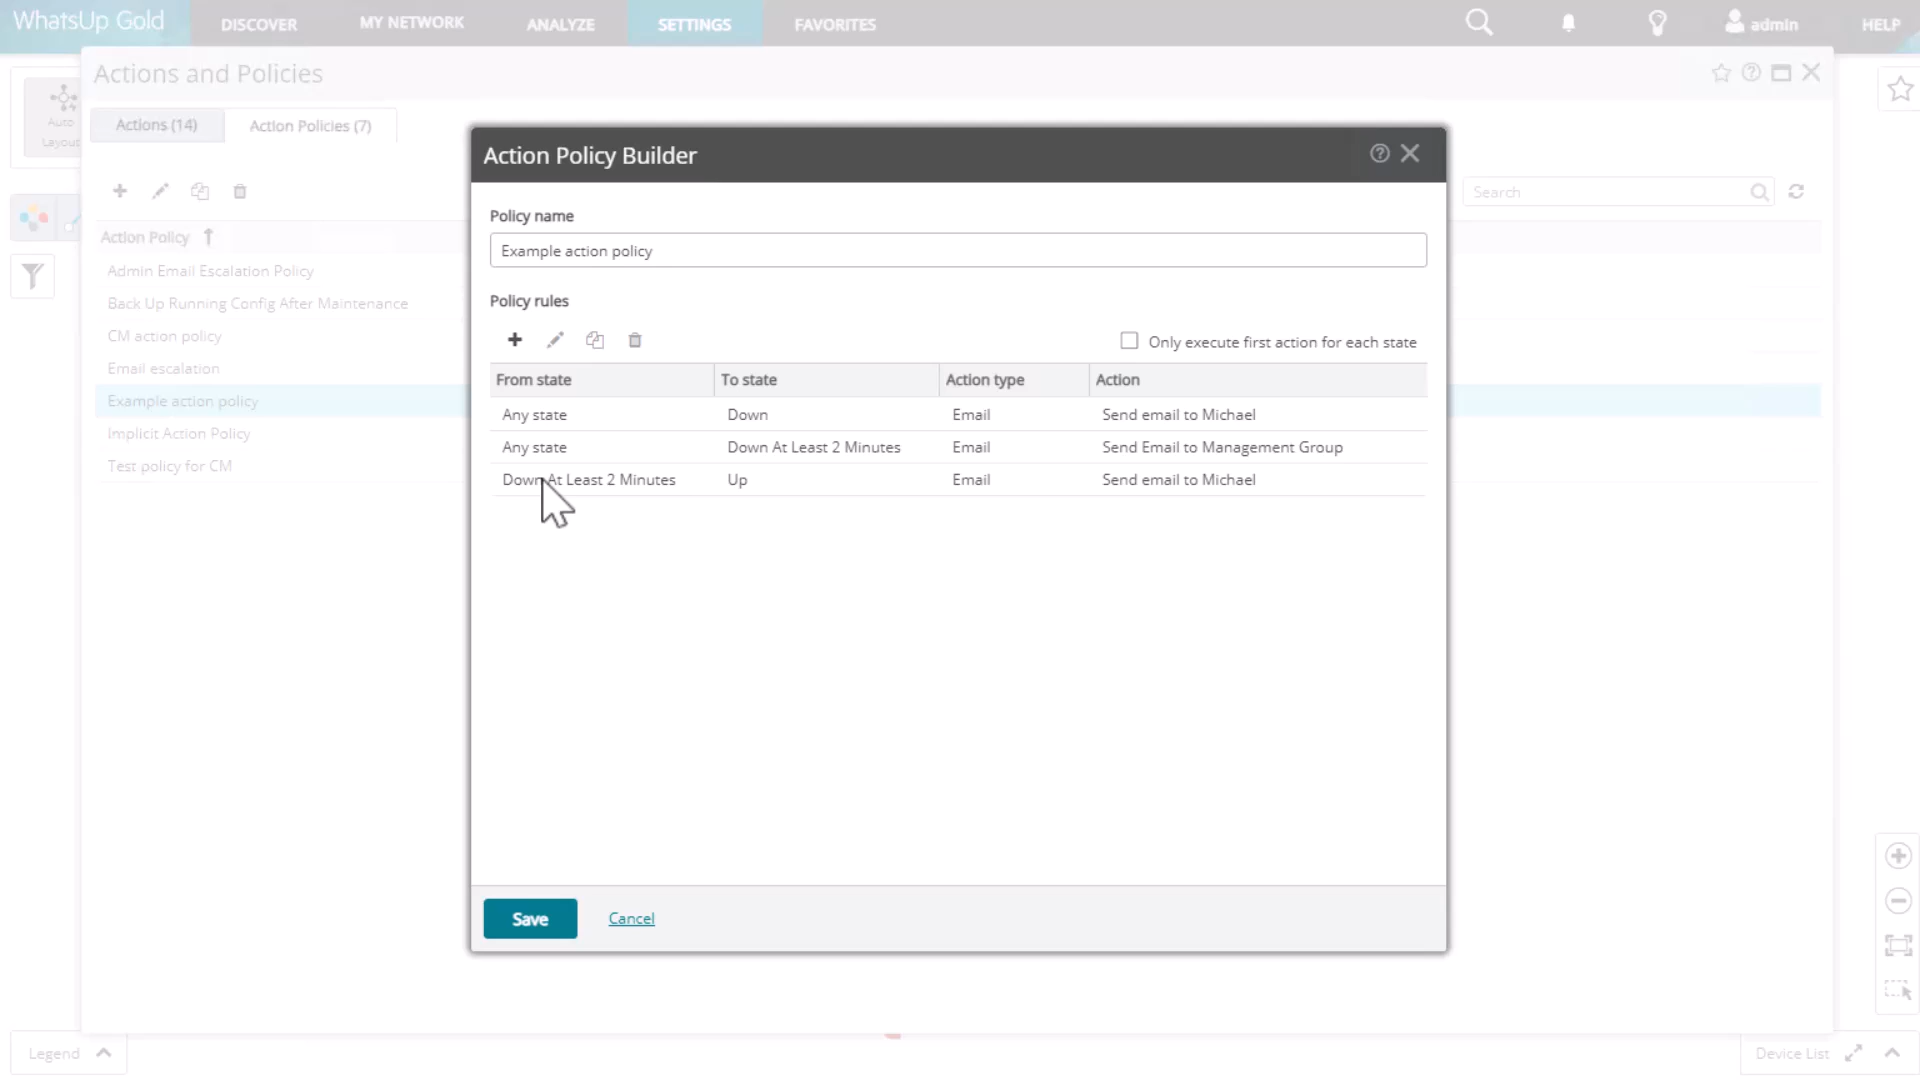 WhatsUp Gold
DISCOVER
MY NETWORK
ANALYZE
SETTINGS
FAVORITES
admin
HELP
Actions and Policies
Auto
Layout
Actions (14)
Action Policies (7)
Search
Action Policy
Admin Email Escalation Policy
Back Up Running Config After Maintenance
CM action policy
Email escalation
Example action policy
Implicit Action Policy
Test policy for CM
Action Policy Builder
Policy name
Example action policy
Policy rules
Only execute first action for each state
From state To state Action type Action
Any state Down Email Send email to Michael
Any state Down At Least 2 Minutes Email Send Email to Management Group
Down At Least 2 Minutes Up Email Send email to Michael
Save
Cancel
Legend
Device List